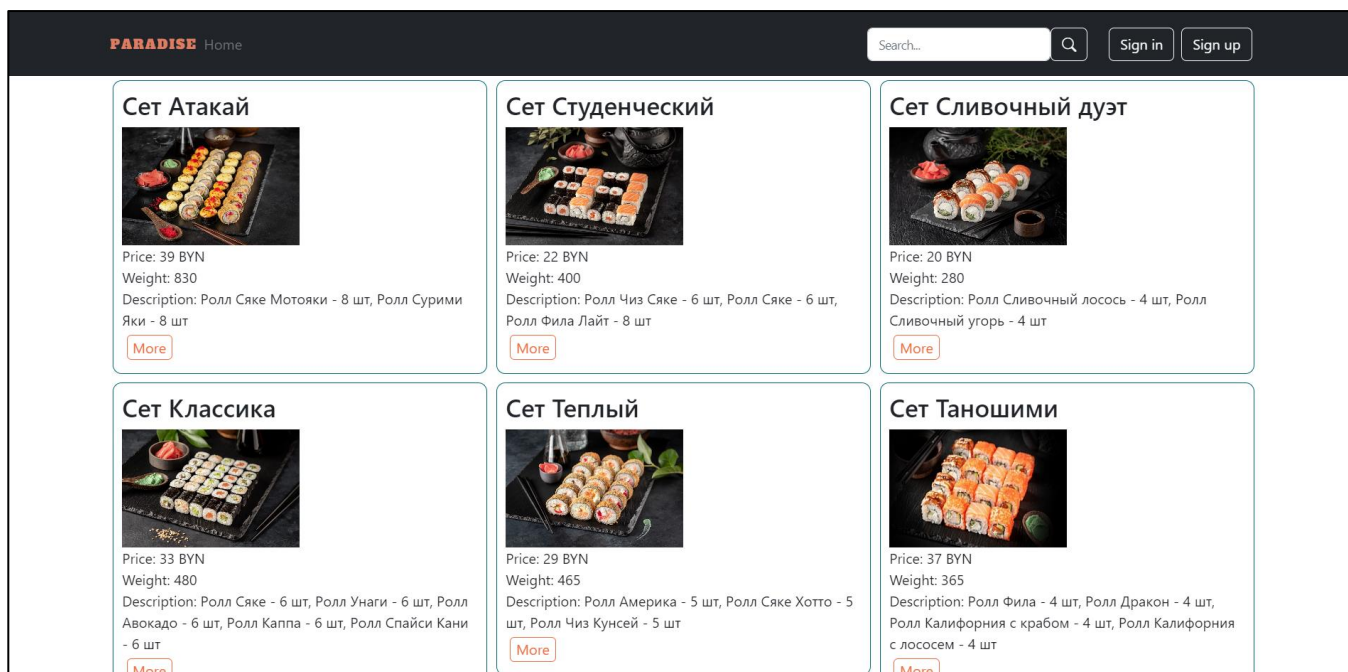 PARADISE Home Search... Sign in Sign up
Сет Атакай
Price: 39 BYN
Weight: 830
Description: Ролл Сяке Мотояки - 8 шт, Ролл Сурими
Яки - 8 шт
More
Сет Студенческий
Price: 22 BYN
Weight: 400
Description: Ролл Чиз Сяке - 6 шт, Ролл Сяке - 6 шт,
Ролл Фила Лайт - 8 шт
More
Сет Сливочный дуэт
Price: 20 BYN
Weight: 280
Description: Ролл Сливочный лосось - 4 шт, Ролл
Сливочный угорь - 4 шт
More
Сет Классика
Price: 33 BYN
Weight: 480
Description: Ролл Сяке - 6 шт, Ролл Унаги - 6 шт, Ролл
Авокадо - 6 шт, Ролл Каппа - 6 шт, Ролл Спайси Кани
- 6 шт
More
Сет Теплый
Price: 29 BYN
Weight: 465
Description: Ролл Америка - 5 шт, Ролл Сяке Хотто - 5
шт, Ролл Чиз Кунсей - 5 шт
More
Сет Таношими
Price: 37 BYN
Weight: 365
Description: Ролл Фила - 4 шт, Ролл Дракон - 4 шт,
Ролл Калифорния с крабом - 4 шт, Ролл Калифорния
с лососем - 4 шт
More